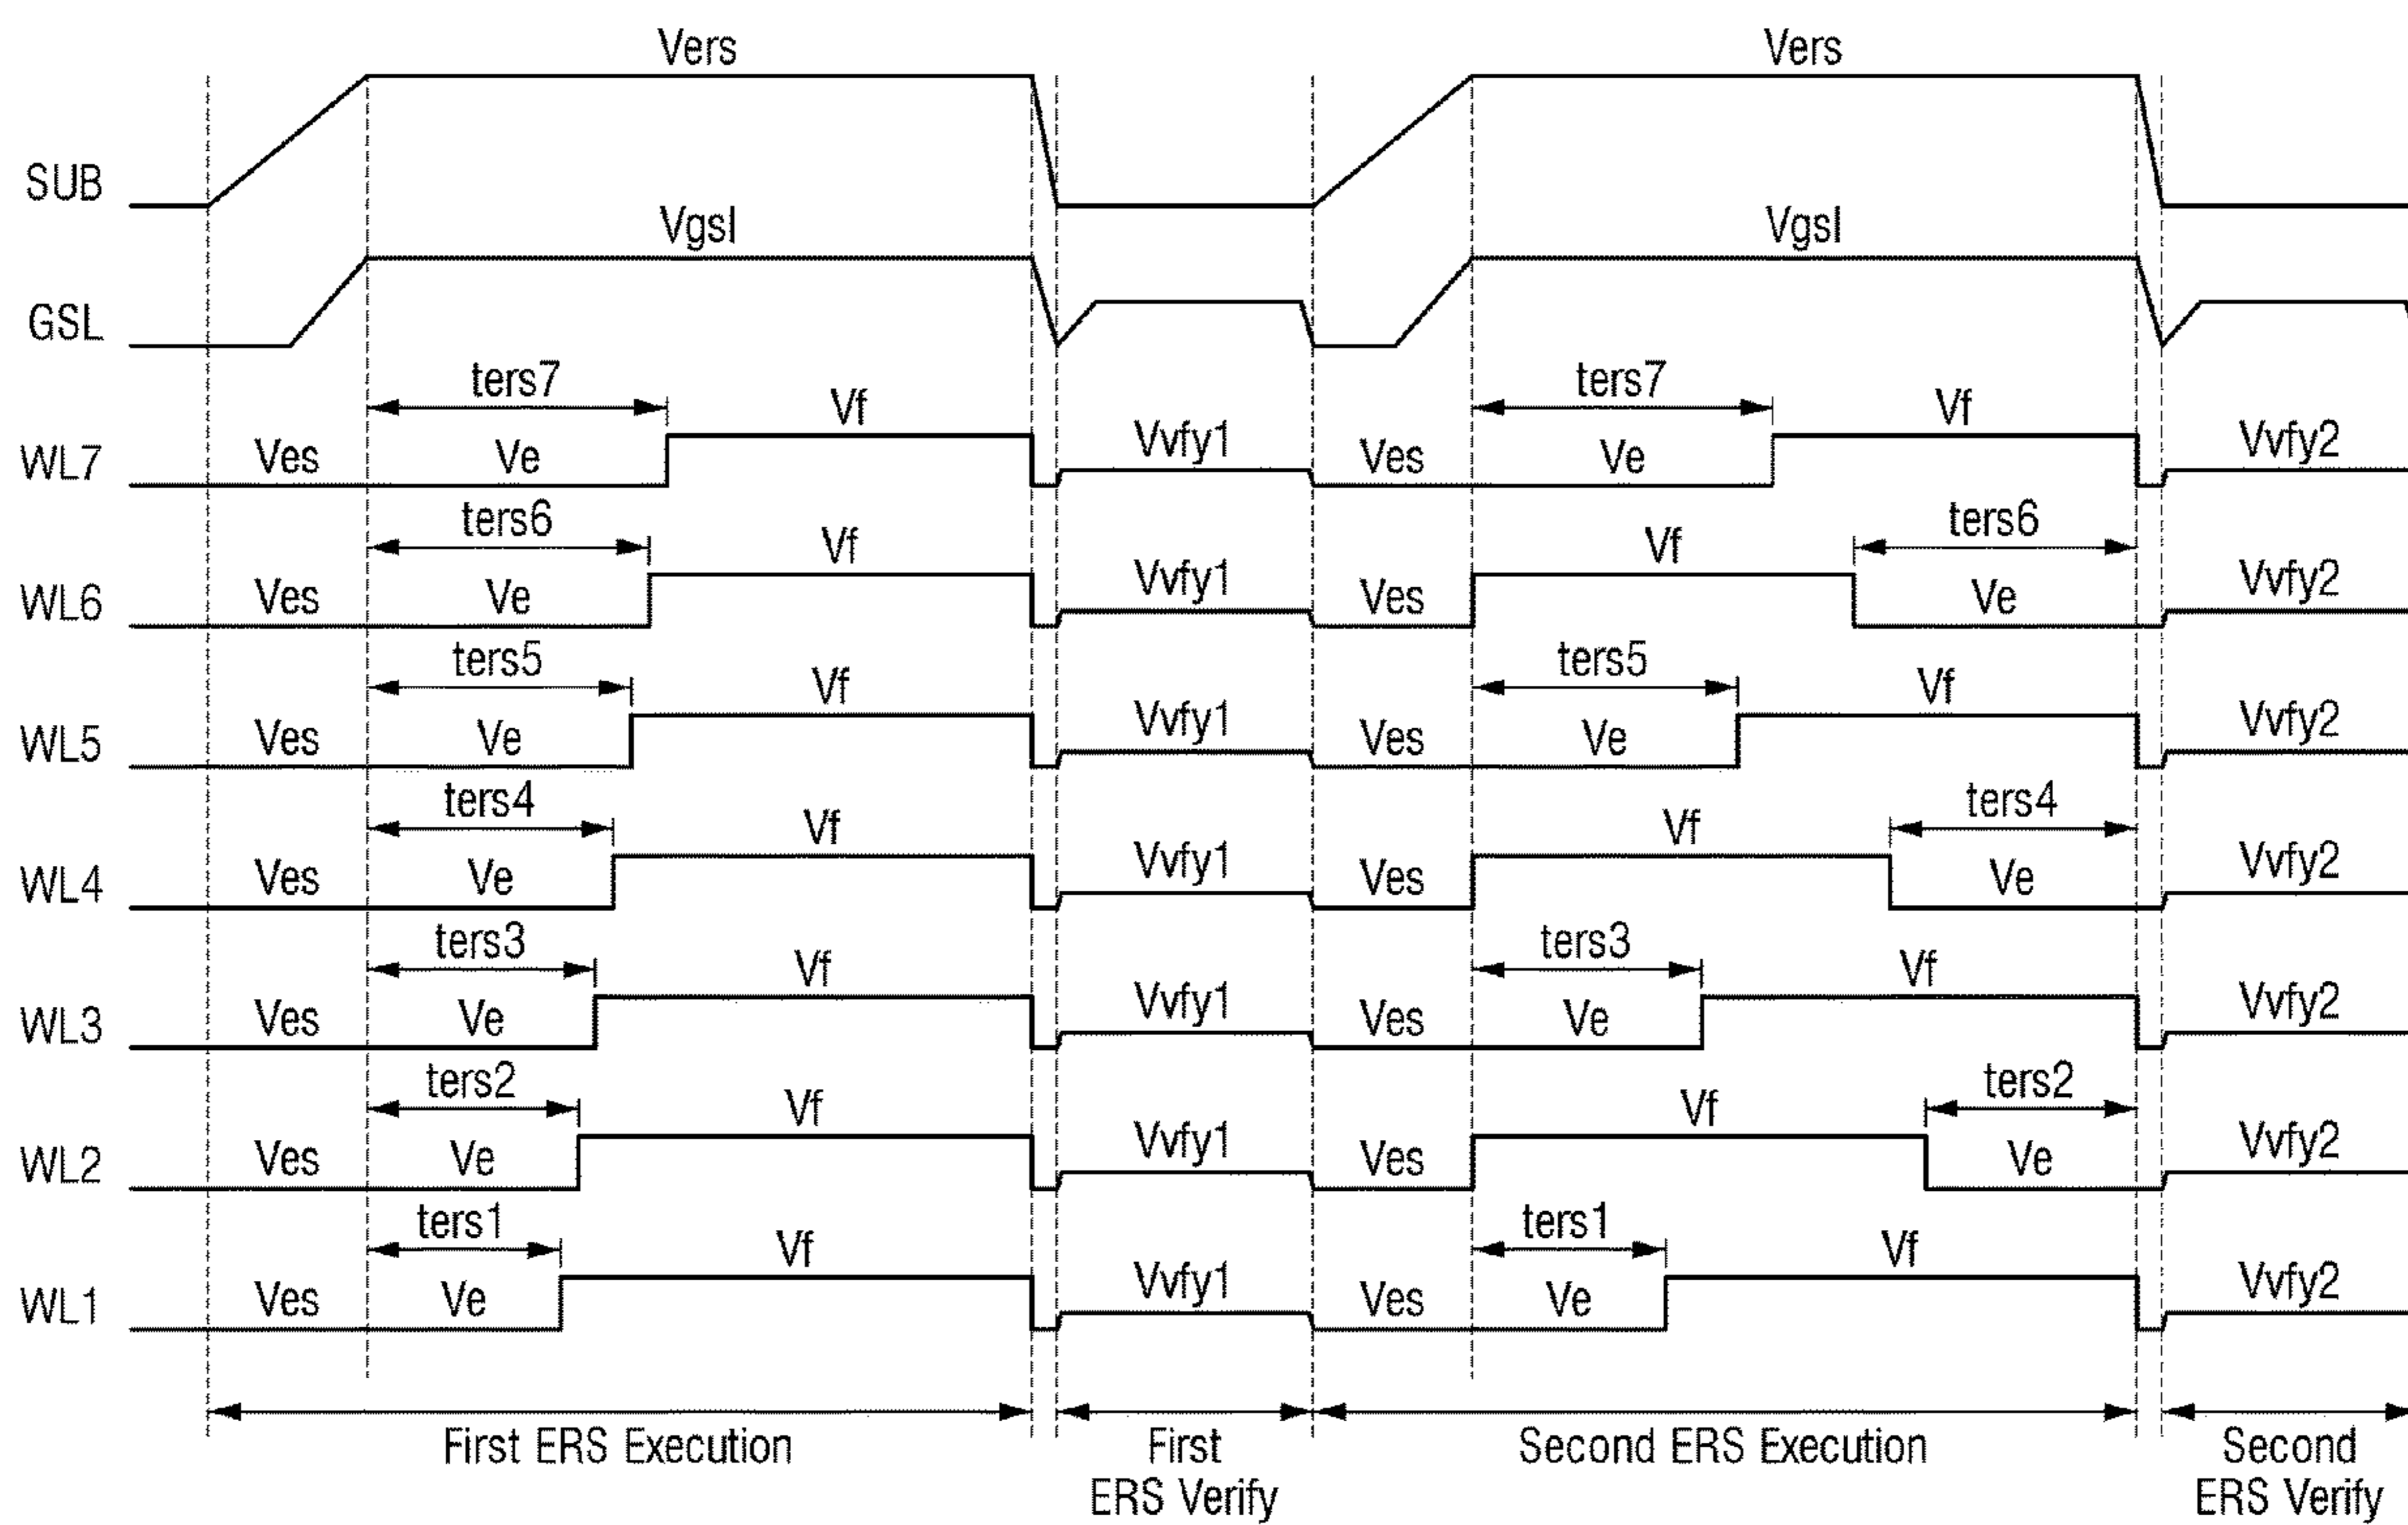 Vers Vers
SUB
Vgsl Vgsl
GSL
ters7 Vf ters7 Vf
WL7 Ves Ve Vvfy1 Ves Ve Vvfy2
ters6 Vf Vf ters6
WL6 Ves Ve Vvfy1 Ves Ve Vvfy2
ters5 Vf ters5 Vf
WL5 Ves Ve Vvfy1 Ves Ve Vvfy2
ters4 Vf Vf ters4
WL4 Ves Ve Vvfy1 Ves Ve Vvfy2
ters3 Vf ters3 Vf
WL3 Ves Ve Vvfy1 Ves Ve Vvfy2
ters2 Vf Vf ters2
WL2 Ves Ve Vvfy1 Ves Ve Vvfy2
ters1 Vf ters1 Vf
WL1 Ves Ve Vvfy1 Ves Ve Vvfy2
First ERS Execution First Second ERS Execution Second
ERS Verify ERS Verify